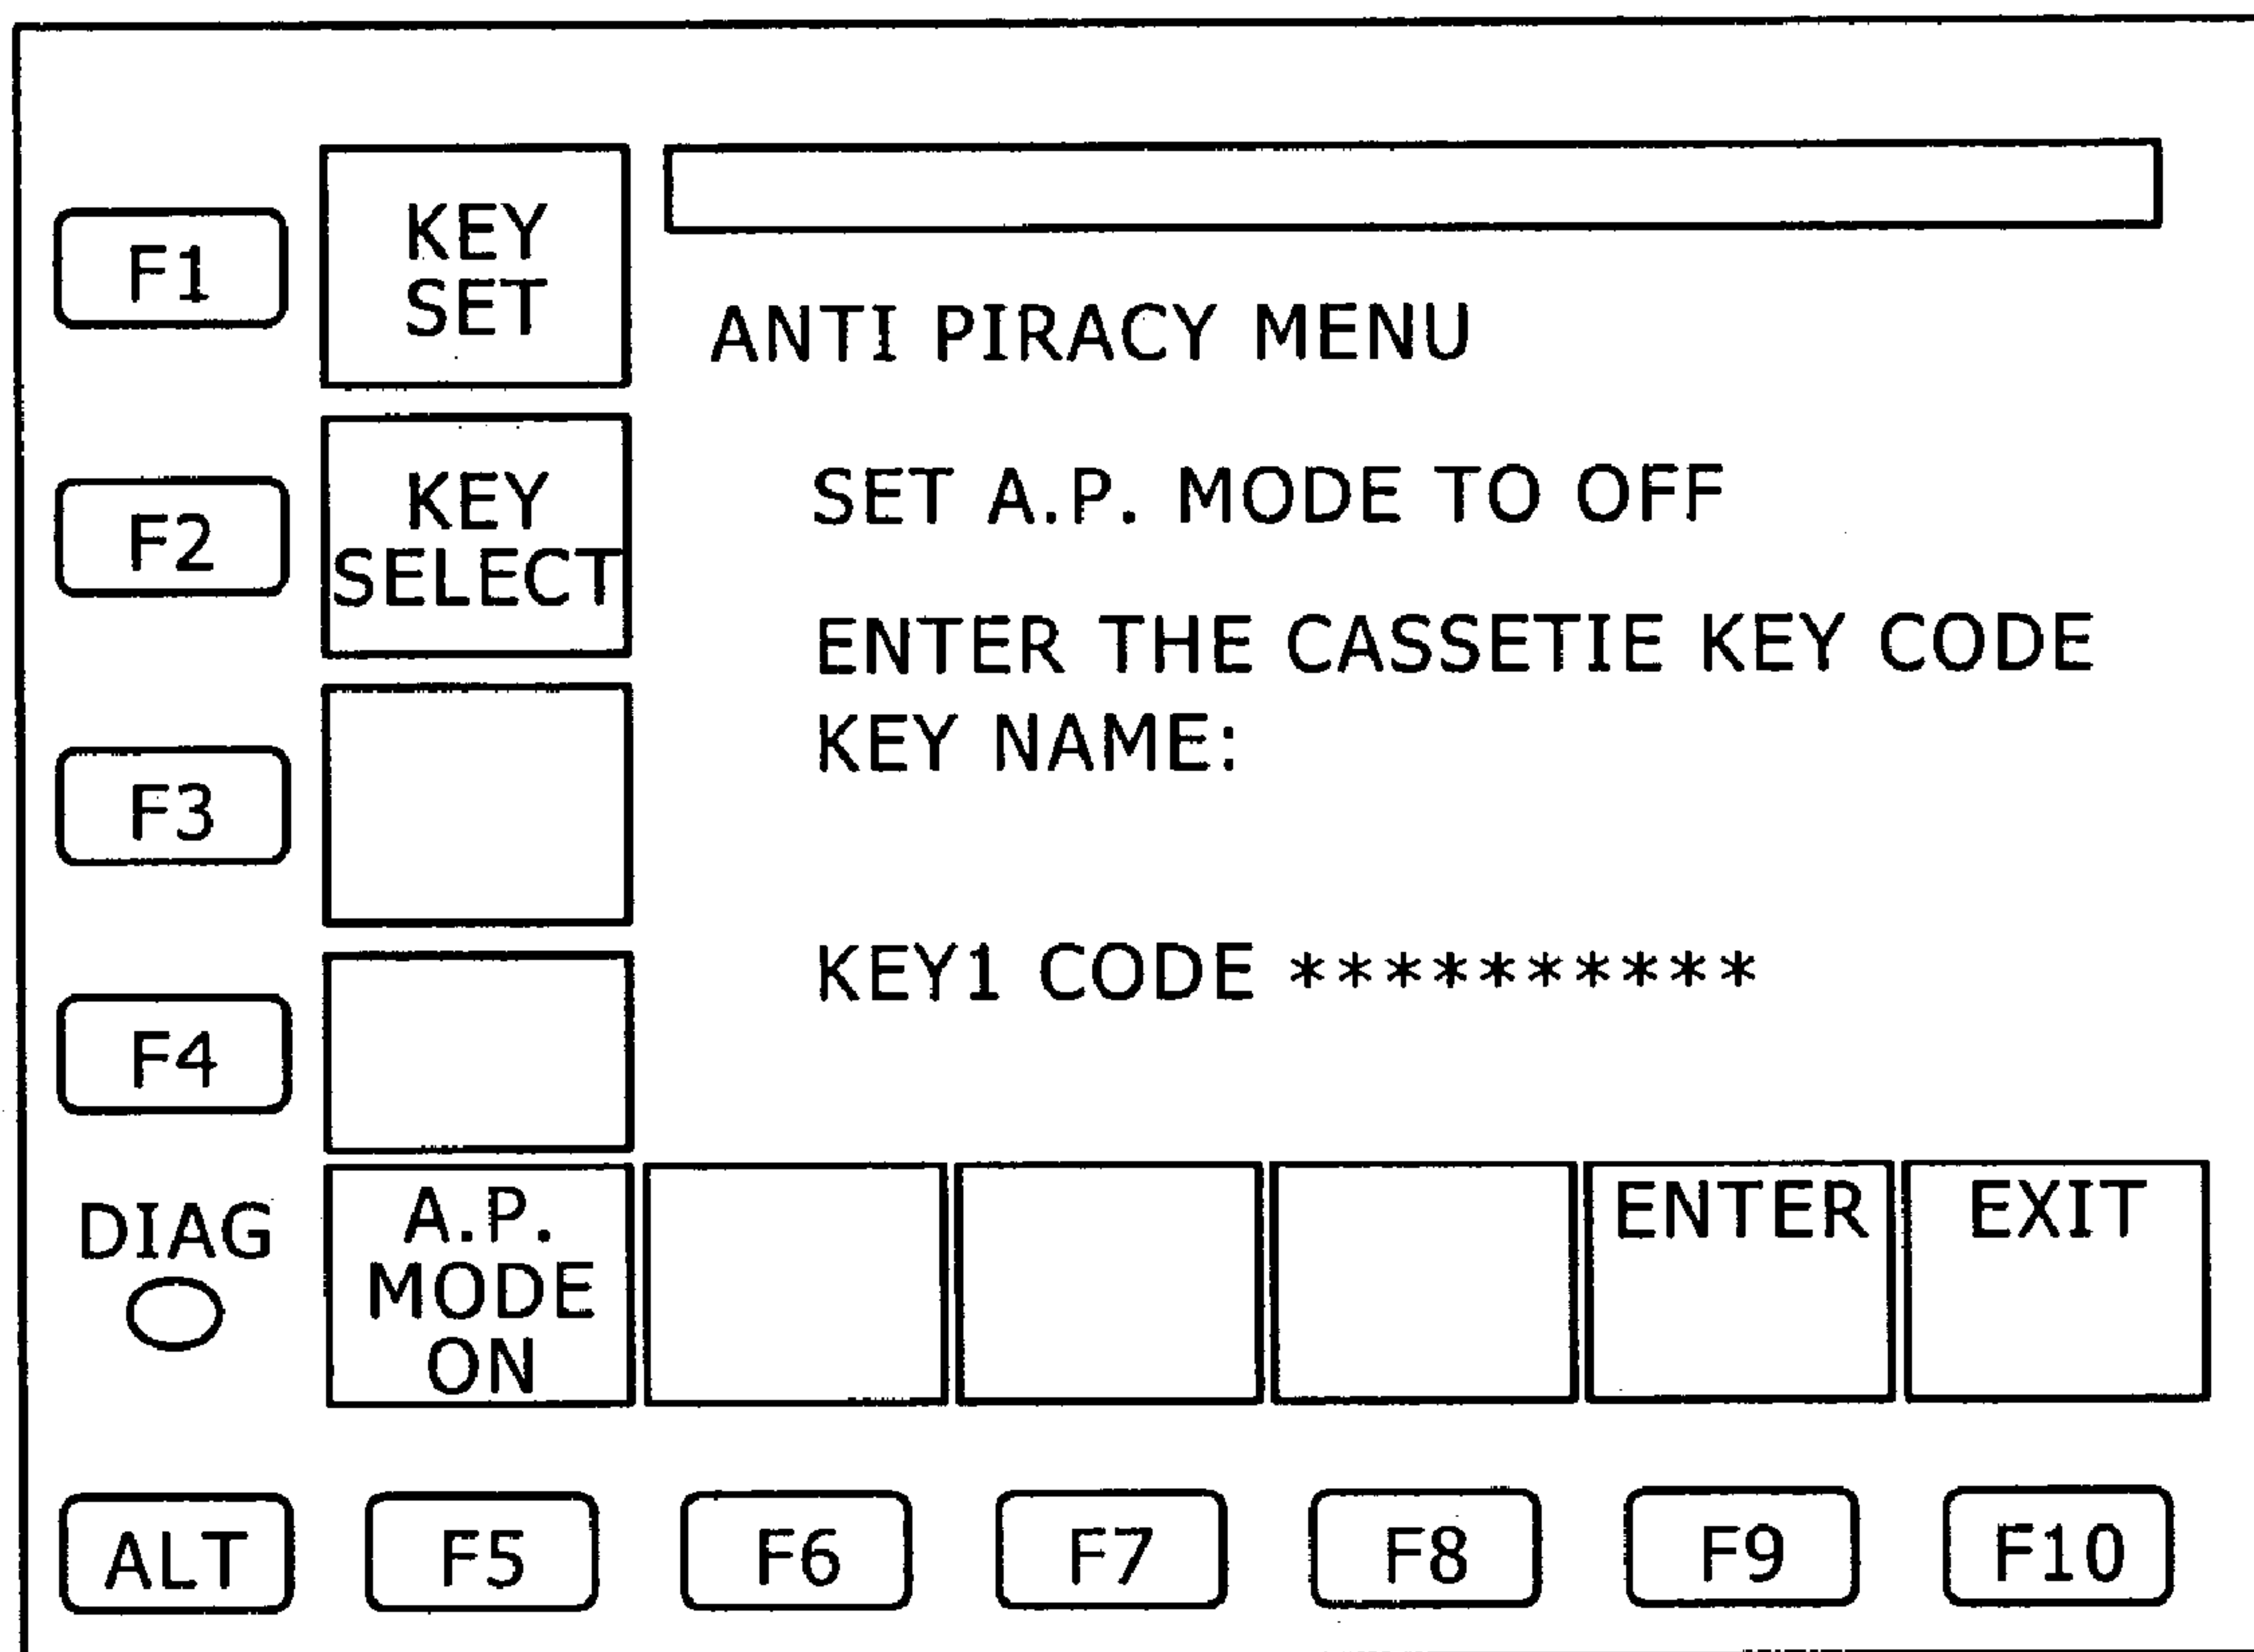 F1
KEY
SET
ANTI PIRACY MENU
F2
KEY
SELECT
SET A.P. MODE TO OFF
ENTER THE CASSETIE KEY CODE
KEY NAME:
F3
KEY1 CODE **********
F4
DIAG
A.P.
MODE
ON
ENTER
EXIT
ALT
F5
F6
F7
F8
F9
F10